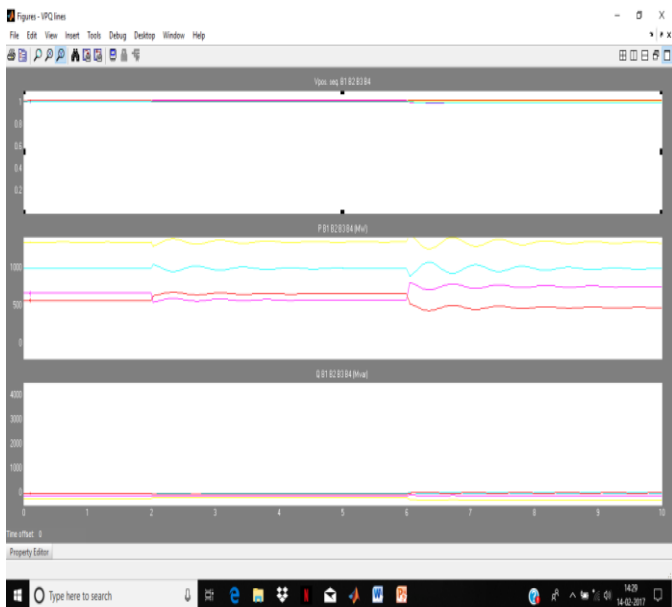 Figures - VPQ lines
File Edit View Insert Tools Debug Desktop Window Help
Vpos. seq. B1 B2 B3 B4
1
0.8
0.6
0.4
0.2
P B1 B2 B3 B4 (MW)
1000
500
0
Q B1 B2 B3 B4 (Mvar)
4000
3000
2000
1000
0
0 1 2 3 4 5 6 7 8 9 10
Time offset: 0
Property Editor
Type here to search
14:29
14-02-2017